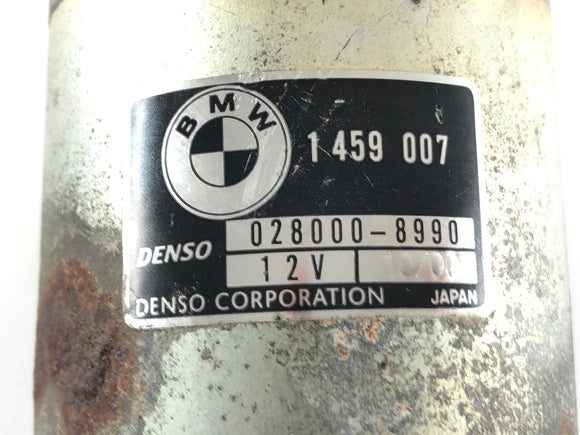 BMW
1 459 007
028000-8990
DENSO
12V
DENSO CORPORATION JAPAN